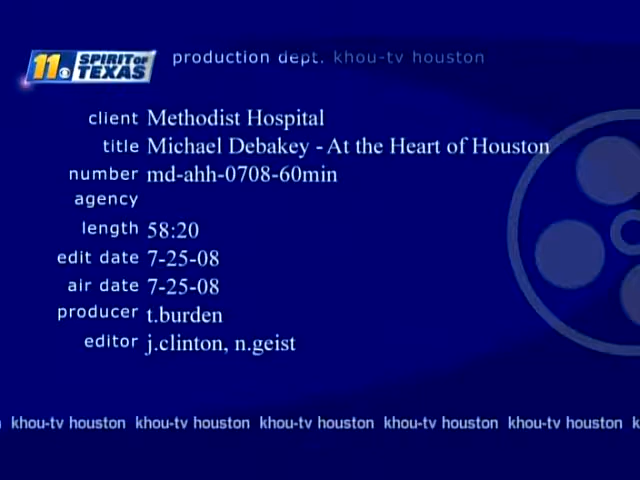 11 SPIRIT OF TEXAS
production dept. khou-tv houston
client Methodist Hospital
title Michael Debakey - At the Heart of Houston
number md-ahh-0708-60min
agency
length 58:20
edit date 7-25-08
air date 7-25-08
producer t.burden
editor j.clinton, n.geist
khou-tv houston khou-tv houston khou-tv houston khou-tv houston khou-tv houston